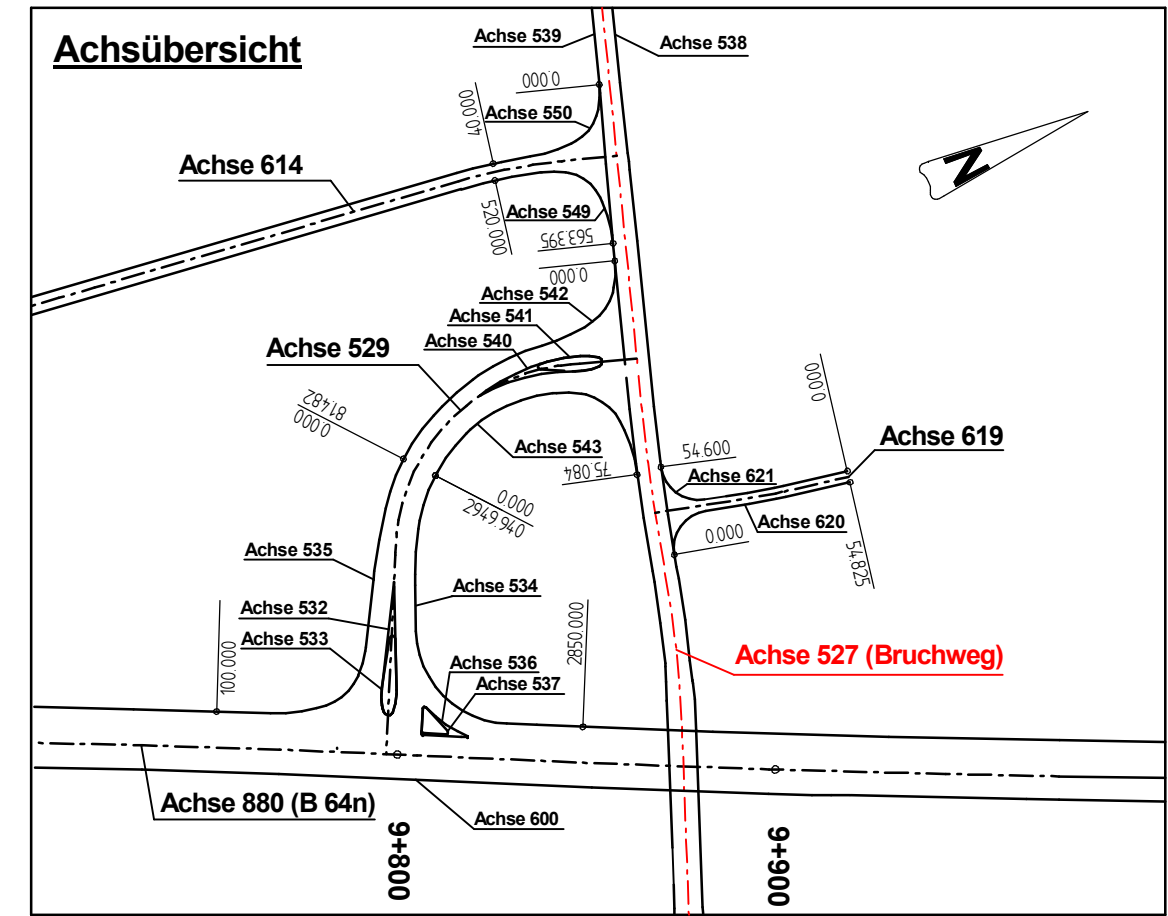 Achsübersicht
Achse 539
Achse 538
0.000
Achse 550
40.000
Achse 614
N
520.000
Achse 549
563.395
0.000
Achse 542
Achse 541
Achse 540
Achse 529
81.482
0.000
0.000
Achse 543
54.600
Achse 619
75.084
Achse 621
0.000
2949.940
Achse 620
0.000
54.825
Achse 535
Achse 534
Achse 532
Achse 533
100.000
2850.000
Achse 536
Achse 537
Achse 527 (Bruchweg)
Achse 880 (B 64n)
Achse 600
9+800
9+900